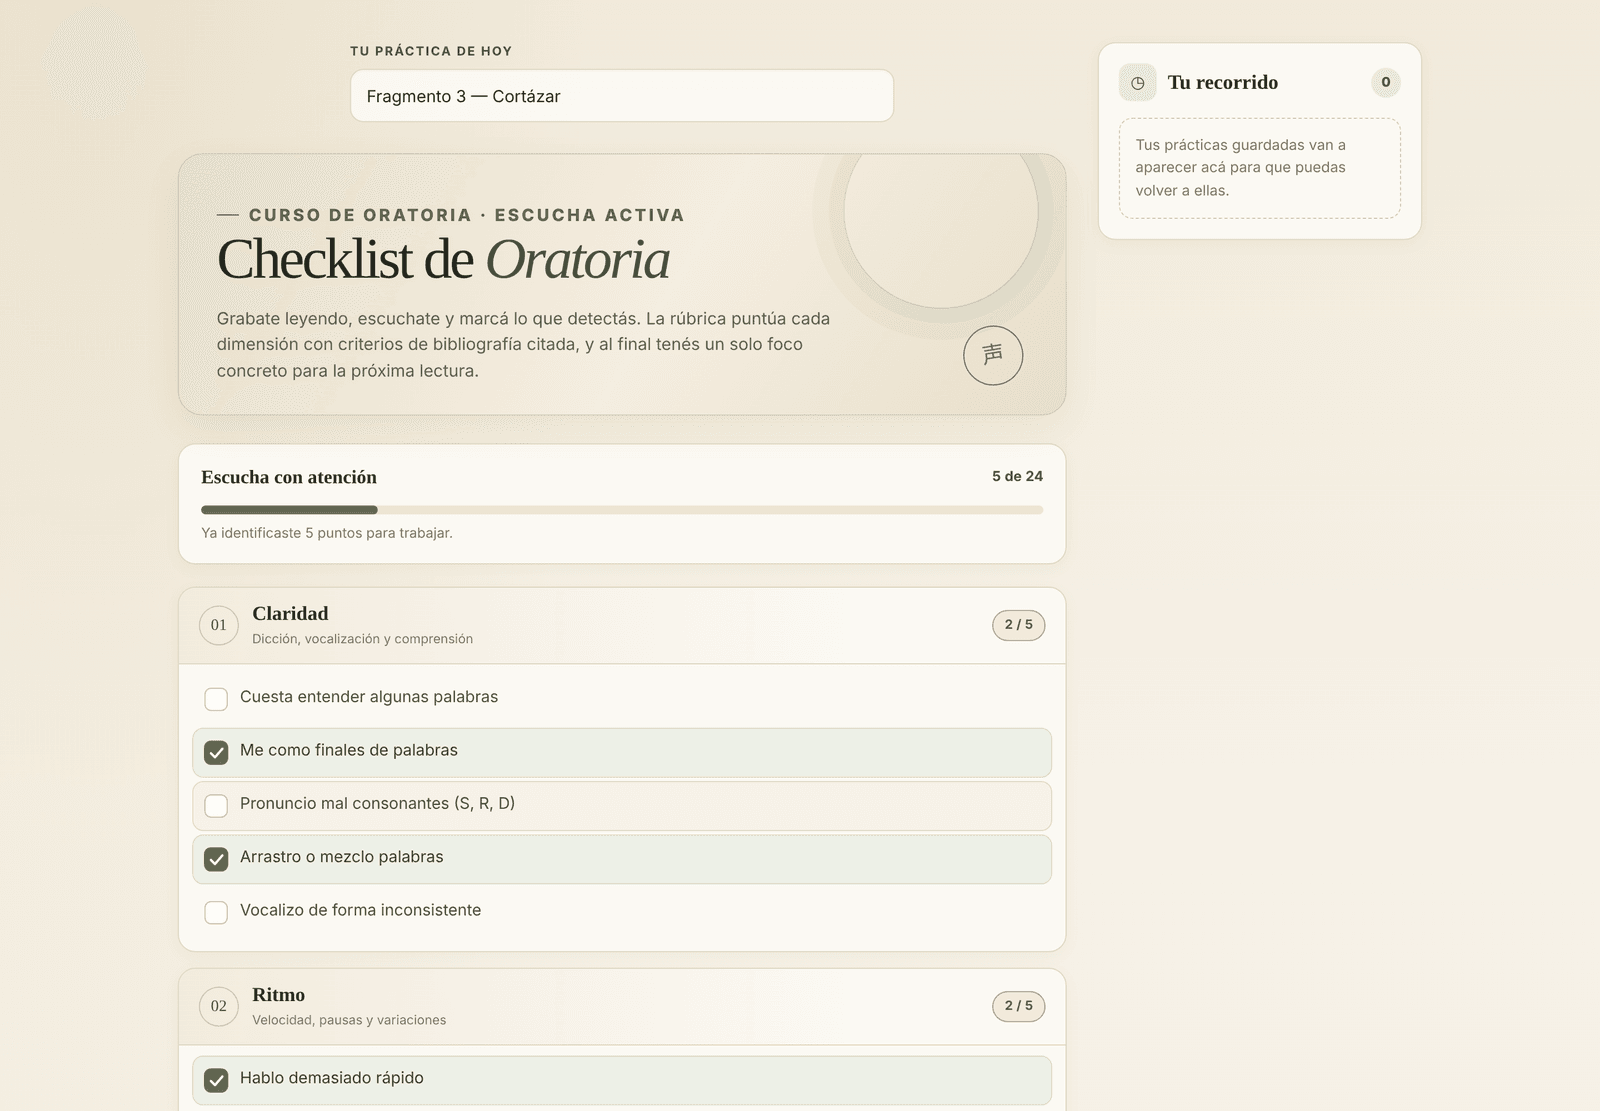 TU PRÁCTICA DE HOY
Fragmento 3 — Cortázar
CURSO DE ORATORIA · ESCUCHA ACTIVA
Checklist de Oratoria
Grabate leyendo, escuchate y marcá lo que detectás. La rúbrica puntúa cada
dimensión con criterios de bibliografía citada, y al final tenés un solo foco
concreto para la próxima lectura.
声
Escucha con atención
5 de 24
Ya identificaste 5 puntos para trabajar.
01
Claridad
Dicción, vocalización y comprensión
2 / 5
Cuesta entender algunas palabras
Me como finales de palabras
Pronuncio mal consonantes (S, R, D)
Arrastro o mezclo palabras
Vocalizo de forma inconsistente
02
Ritmo
Velocidad, pausas y variaciones
2 / 5
Hablo demasiado rápido
Tu recorrido
0
Tus prácticas guardadas van a
aparecer acá para que puedas
volver a ellas.